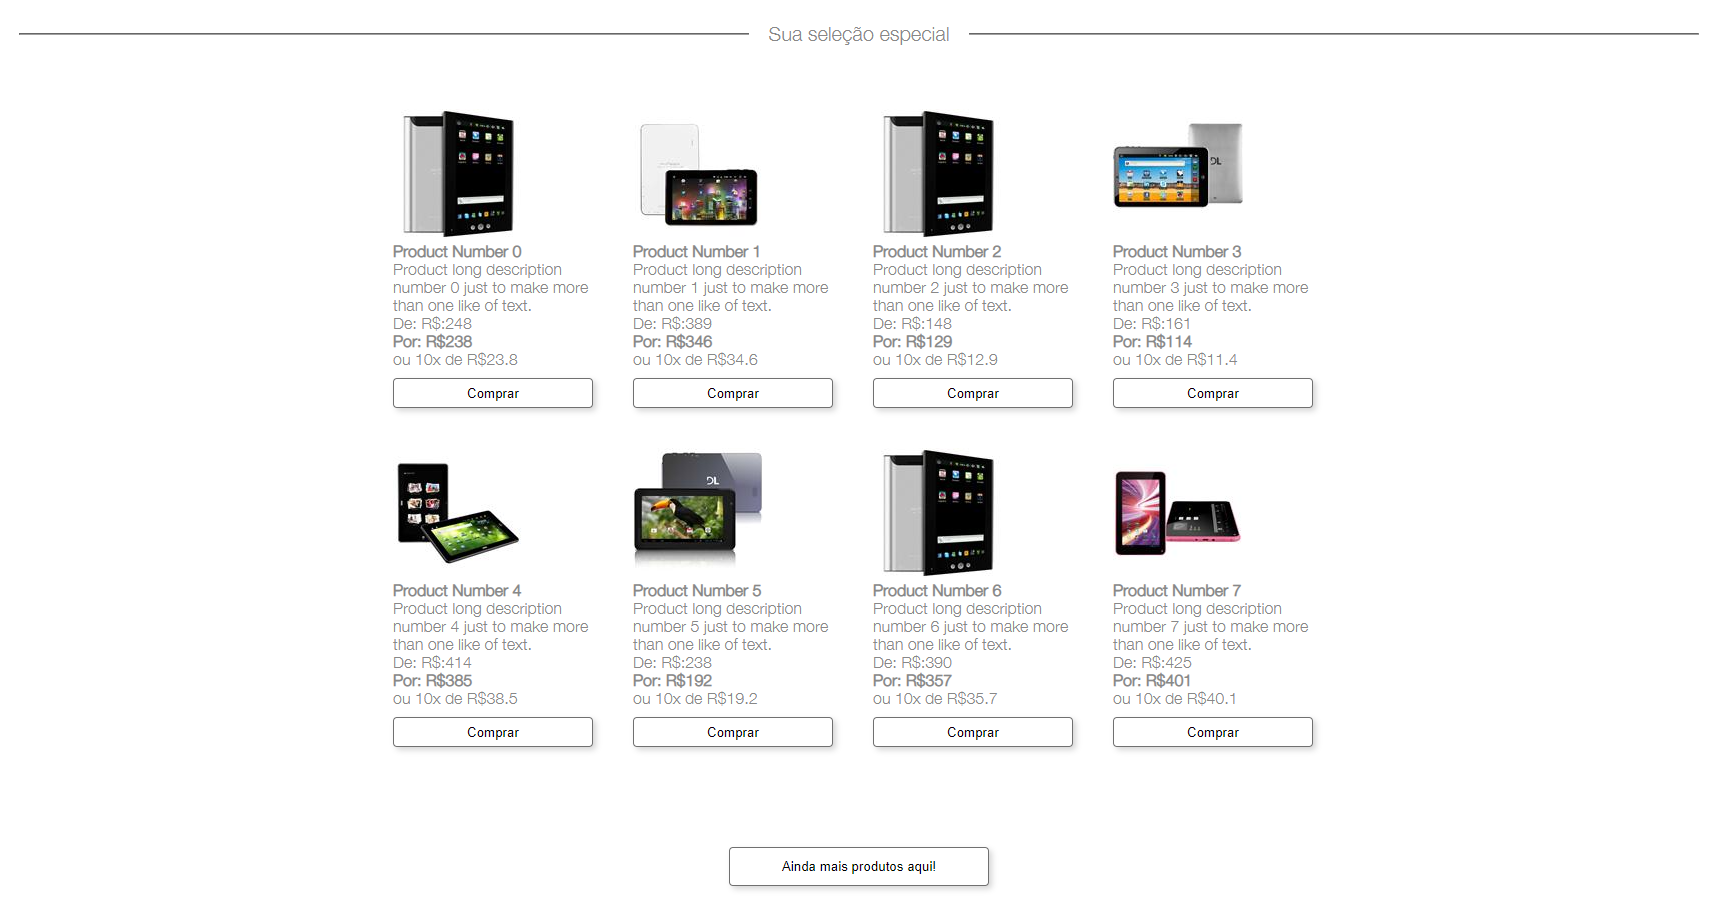 Sua seleção especial
DL
Product Number 0
Product long description
number 0 just to make more
than one like of text.
De: R$:248
Por: R$238
ou 10x de R$23.8
Comprar
Product Number 1
Product long description
number 1 just to make more
than one like of text.
De: R$:389
Por: R$346
ou 10x de R$34.6
Comprar
Product Number 2
Product long description
number 2 just to make more
than one like of text.
De: R$:148
Por: R$129
ou 10x de R$12.9
Comprar
Product Number 3
Product long description
number 3 just to make more
than one like of text.
De: R$:161
Por: R$114
ou 10x de R$11.4
Comprar
Product Number 4
Product long description
number 4 just to make more
than one like of text.
De: R$:414
Por: R$385
ou 10x de R$38.5
Comprar
DL
Product Number 5
Product long description
number 5 just to make more
than one like of text.
De: R$:238
Por: R$192
ou 10x de R$19.2
Comprar
Product Number 6
Product long description
number 6 just to make more
than one like of text.
De: R$:390
Por: R$357
ou 10x de R$35.7
Comprar
Product Number 7
Product long description
number 7 just to make more
than one like of text.
De: R$:425
Por: R$401
ou 10x de R$40.1
Comprar
Ainda mais produtos aqui!